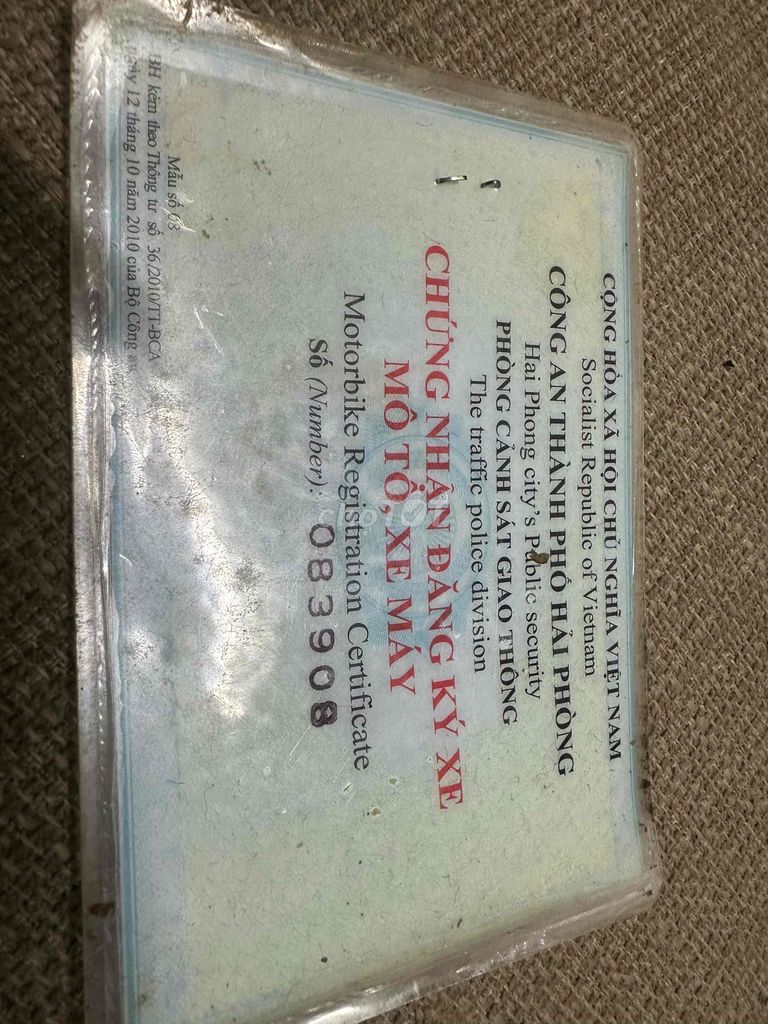 CỘNG HÒA XÃ HỘI CHỦ NGHĨA VIỆT NAM
Socialist Republic of Vietnam
CÔNG AN THÀNH PHỐ HẢI PHÒNG
Hai Phong city's Public security
PHÒNG CẢNH SÁT GIAO THÔNG
The traffic police division
CHỨNG NHẬN ĐĂNG KÝ XE
MÔ TÔ, XE MÁY
Motorbike Registration Certificate
Số (Number): 083908
Mẫu số 08
BH kèm theo Thông tư số 36/2010/TT-BCA
ngày 12 tháng 10 năm 2010 của Bộ Công an
choTỐT